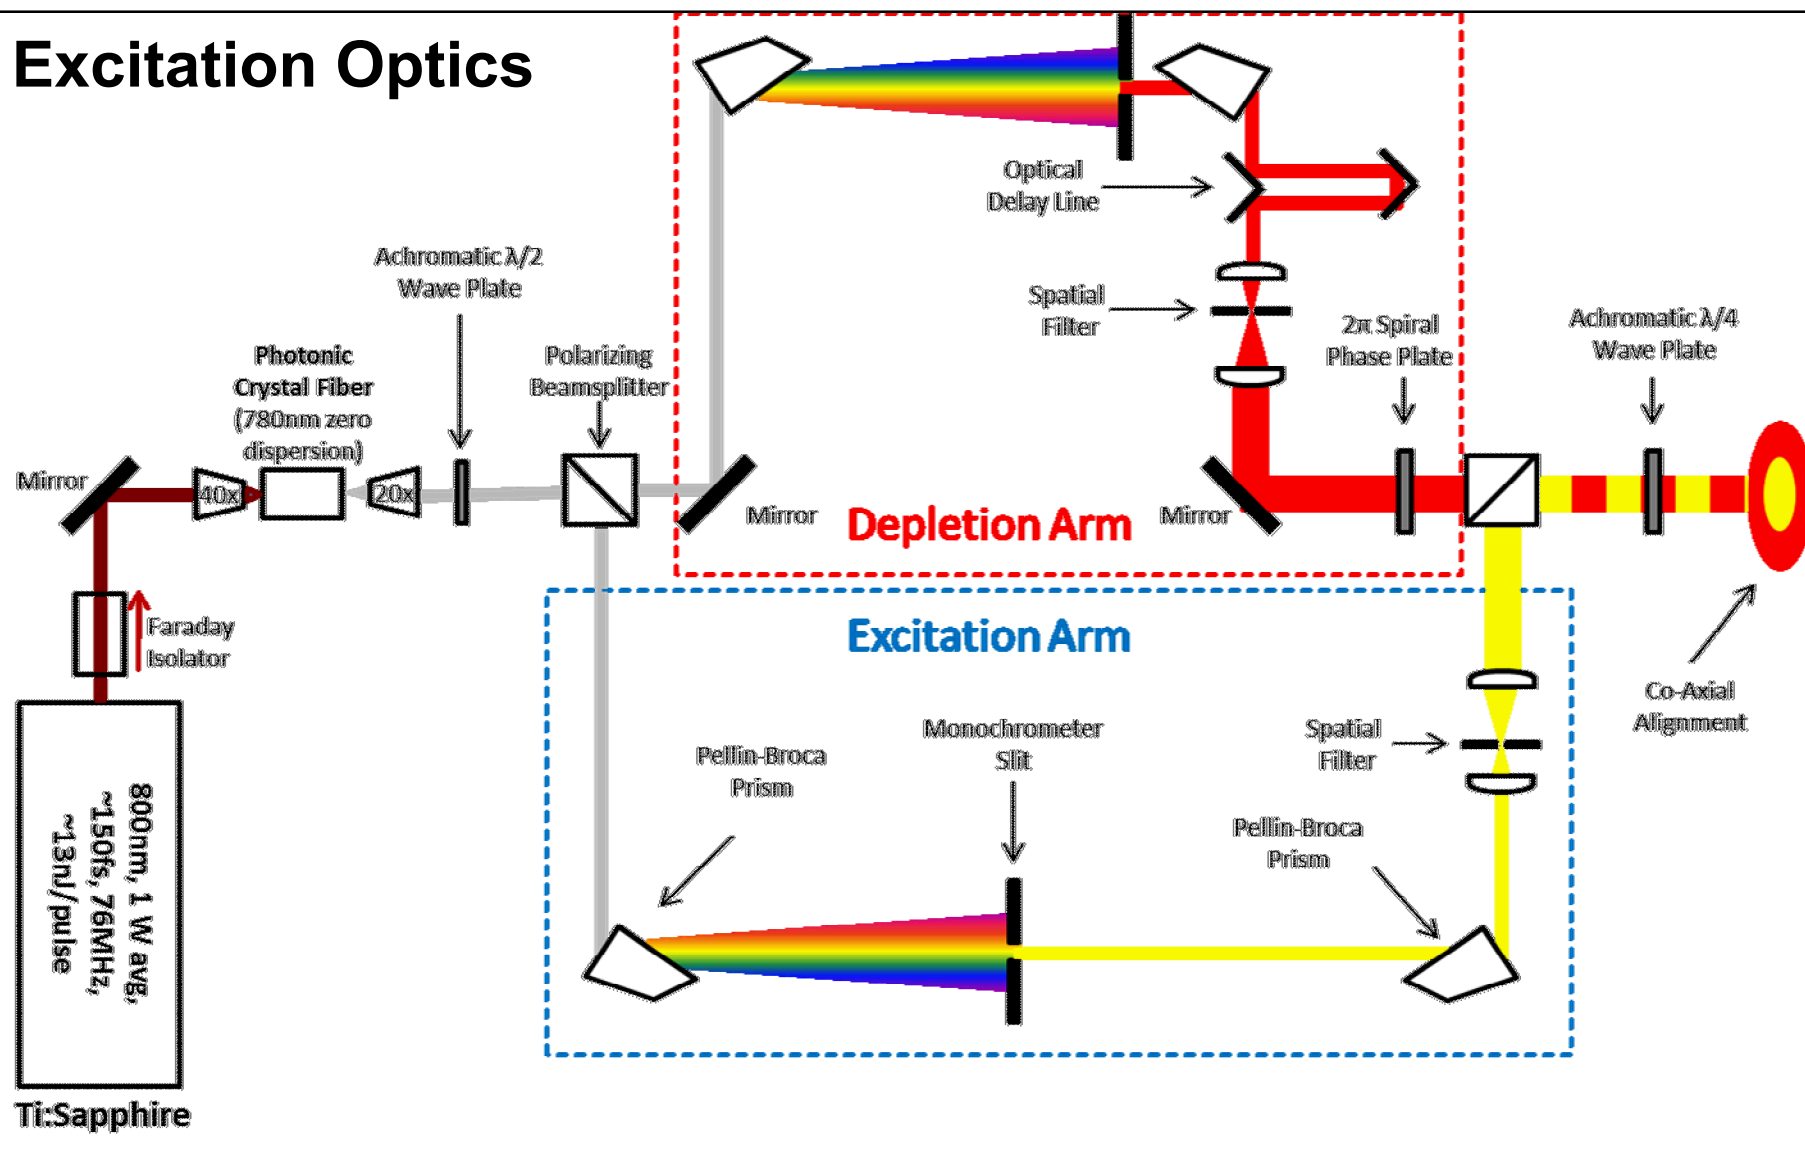 Excitation Optics
Optical
Delay Line
Achromatic λ/2
Wave Plate
Spatial
Filter
2π Spiral
Phase Plate
Achromatic λ/4
Wave Plate
Photonic
Crystal Fiber
(780nm zero
dispersion)
Polarizing
Beamsplitter
Mirror
40x
20x
Mirror
Depletion Arm
Mirror
Faraday
Isolator
Excitation Arm
Co-Axial
Alignment
Monochrometer
Slit
Spatial
Filter
Pellin-Broca
Prism
Pellin-Broca
Prism
800nm, 1 W avg,
~150fs, 76MHz,
~13nJ/pulse
Ti:Sapphire